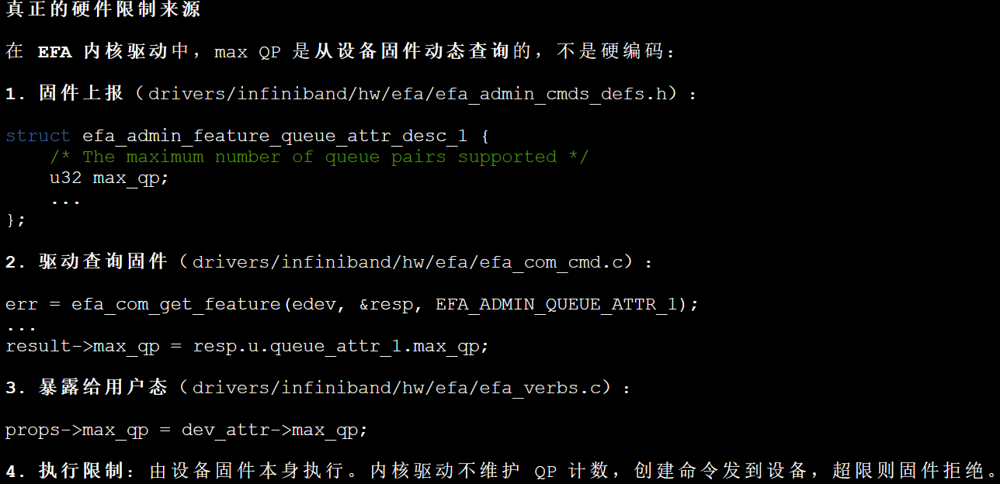 真正的硬件限制来源
在 EFA 内核驱动中，max QP 是从设备固件动态查询的，不是硬编码：
1. 固件上报（drivers/infiniband/hw/efa/efa_admin_cmds_defs.h）：
struct efa_admin_feature_queue_attr_desc_1 {
    /* The maximum number of queue pairs supported */
    u32 max_qp;
    ...
};
2. 驱动查询固件（drivers/infiniband/hw/efa/efa_com_cmd.c）：
err = efa_com_get_feature(edev, &resp, EFA_ADMIN_QUEUE_ATTR_1);
...
result->max_qp = resp.u.queue_attr_1.max_qp;
3. 暴露给用户态（drivers/infiniband/hw/efa/efa_verbs.c）：
props->max_qp = dev_attr->max_qp;
4. 执行限制：由设备固件本身执行。内核驱动不维护 QP 计数，创建命令发到设备，超限则固件拒绝。